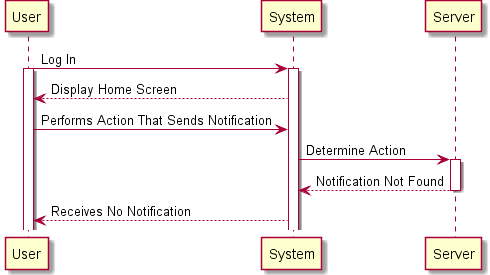 User System Server
Log In
Display Home Screen
Performs Action That Sends Notification
Determine Action
Notification Not Found
Receives No Notification
User System Server